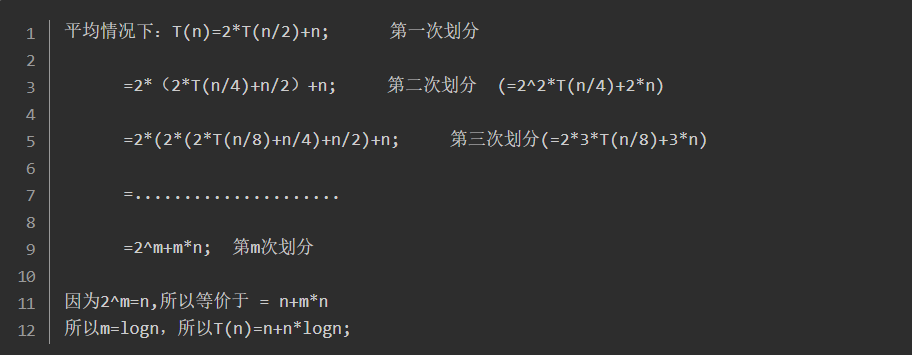 1 平均情况下：T(n)=2*T(n/2)+n; 第一次划分
2
3 =2*（2*T(n/4)+n/2）+n; 第二次划分 (=2^2*T(n/4)+2*n)
4
5 =2*(2*(2*T(n/8)+n/4)+n/2)+n; 第三次划分(=2*3*T(n/8)+3*n)
6
7 =.....................
8
9 =2^m+m*n; 第m次划分
10
11 因为2^m=n,所以等价于 = n+m*n
12 所以m=logn，所以T(n)=n+n*logn;